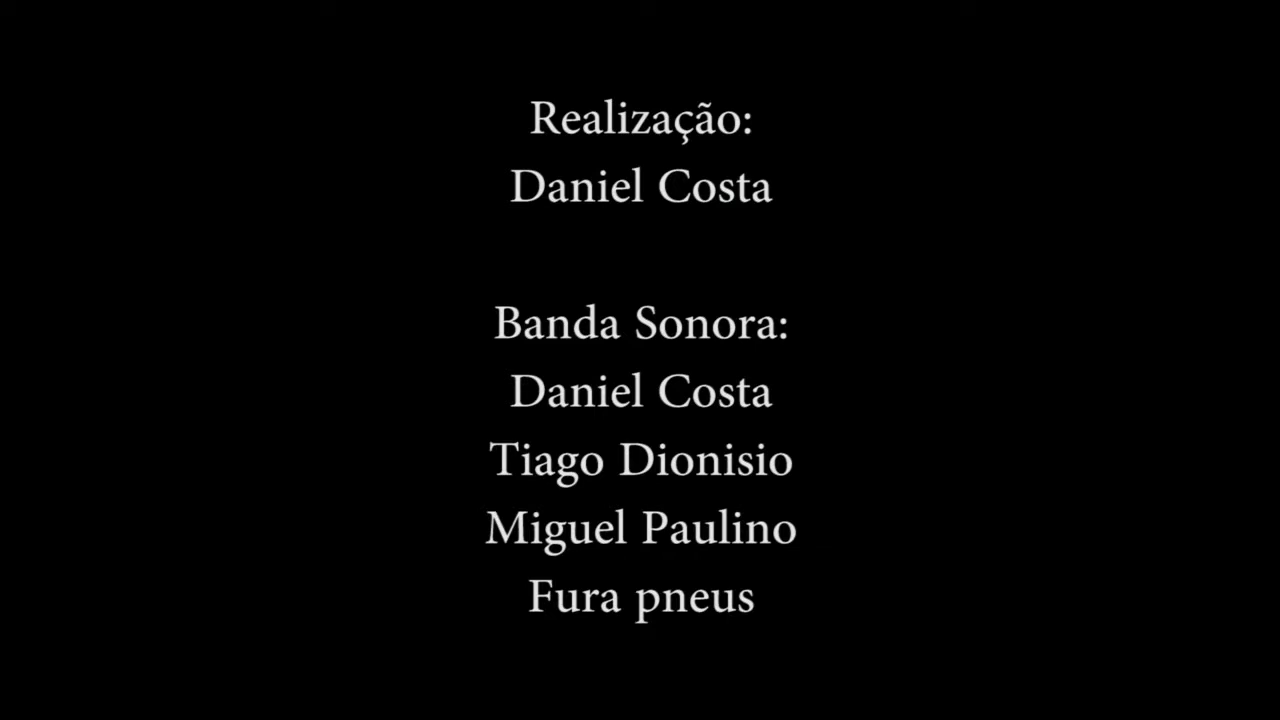 Realização:
Daniel Costa
Banda Sonora:
Daniel Costa
Tiago Dionisio
Miguel Paulino
Fura pneus